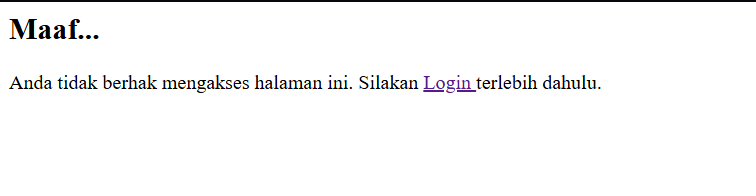 Maaf...
Anda tidak berhak mengakses halaman ini. Silakan Login terlebih dahulu.